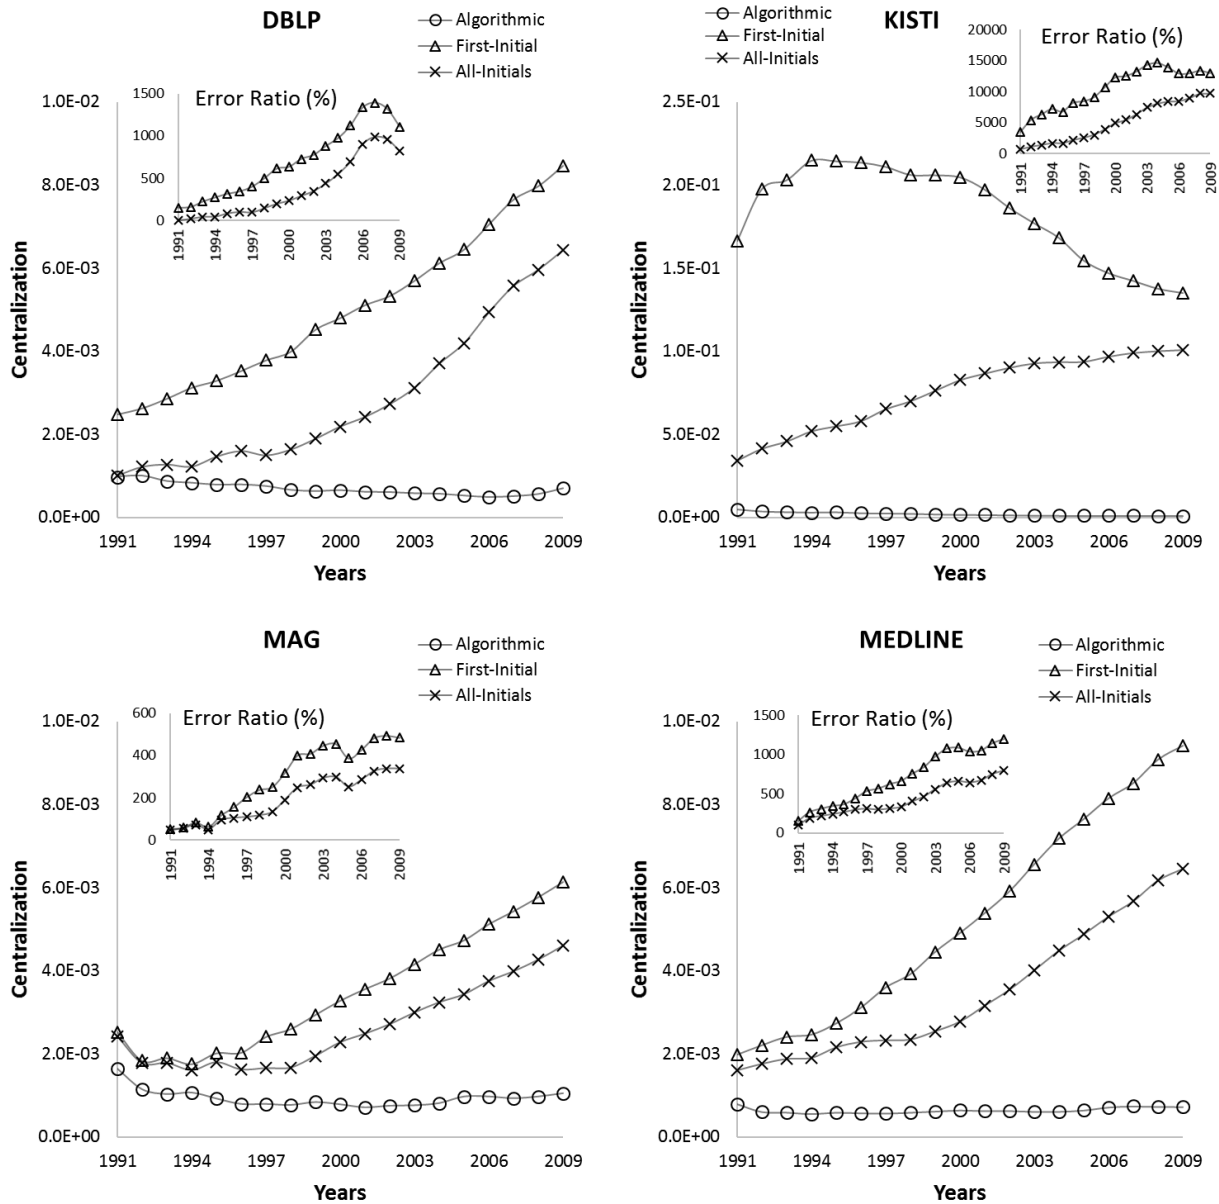 DBLP
Algorithmic
First-Initial
All-Initials
Error Ratio (%)
1500
1000
500
0
1991
1994
1997
2000
2003
2006
2009
1.0E-02
8.0E-03
6.0E-03
4.0E-03
2.0E-03
0.0E+00
Centralization
1991 1994 1997 2000 2003 2006 2009
Years
KISTI
Algorithmic
First-Initial
All-Initials
Error Ratio (%)
20000
15000
10000
5000
0
1991
1994
1997
2000
2003
2006
2009
2.5E-01
2.0E-01
1.5E-01
1.0E-01
5.0E-02
0.0E+00
Centralization
1991 1994 1997 2000 2003 2006 2009
Years
MAG
Algorithmic
First-Initial
All-Initials
Error Ratio (%)
600
400
200
0
1991
1994
1997
2000
2003
2006
2009
1.0E-02
8.0E-03
6.0E-03
4.0E-03
2.0E-03
0.0E+00
Centralization
1991 1994 1997 2000 2003 2006 2009
Years
MEDLINE
Algorithmic
First-Initial
All-Initials
Error Ratio (%)
1500
1000
500
0
1991
1994
1997
2000
2003
2006
2009
1.0E-02
8.0E-03
6.0E-03
4.0E-03
2.0E-03
0.0E+00
Centralization
1991 1994 1997 2000 2003 2006 2009
Years